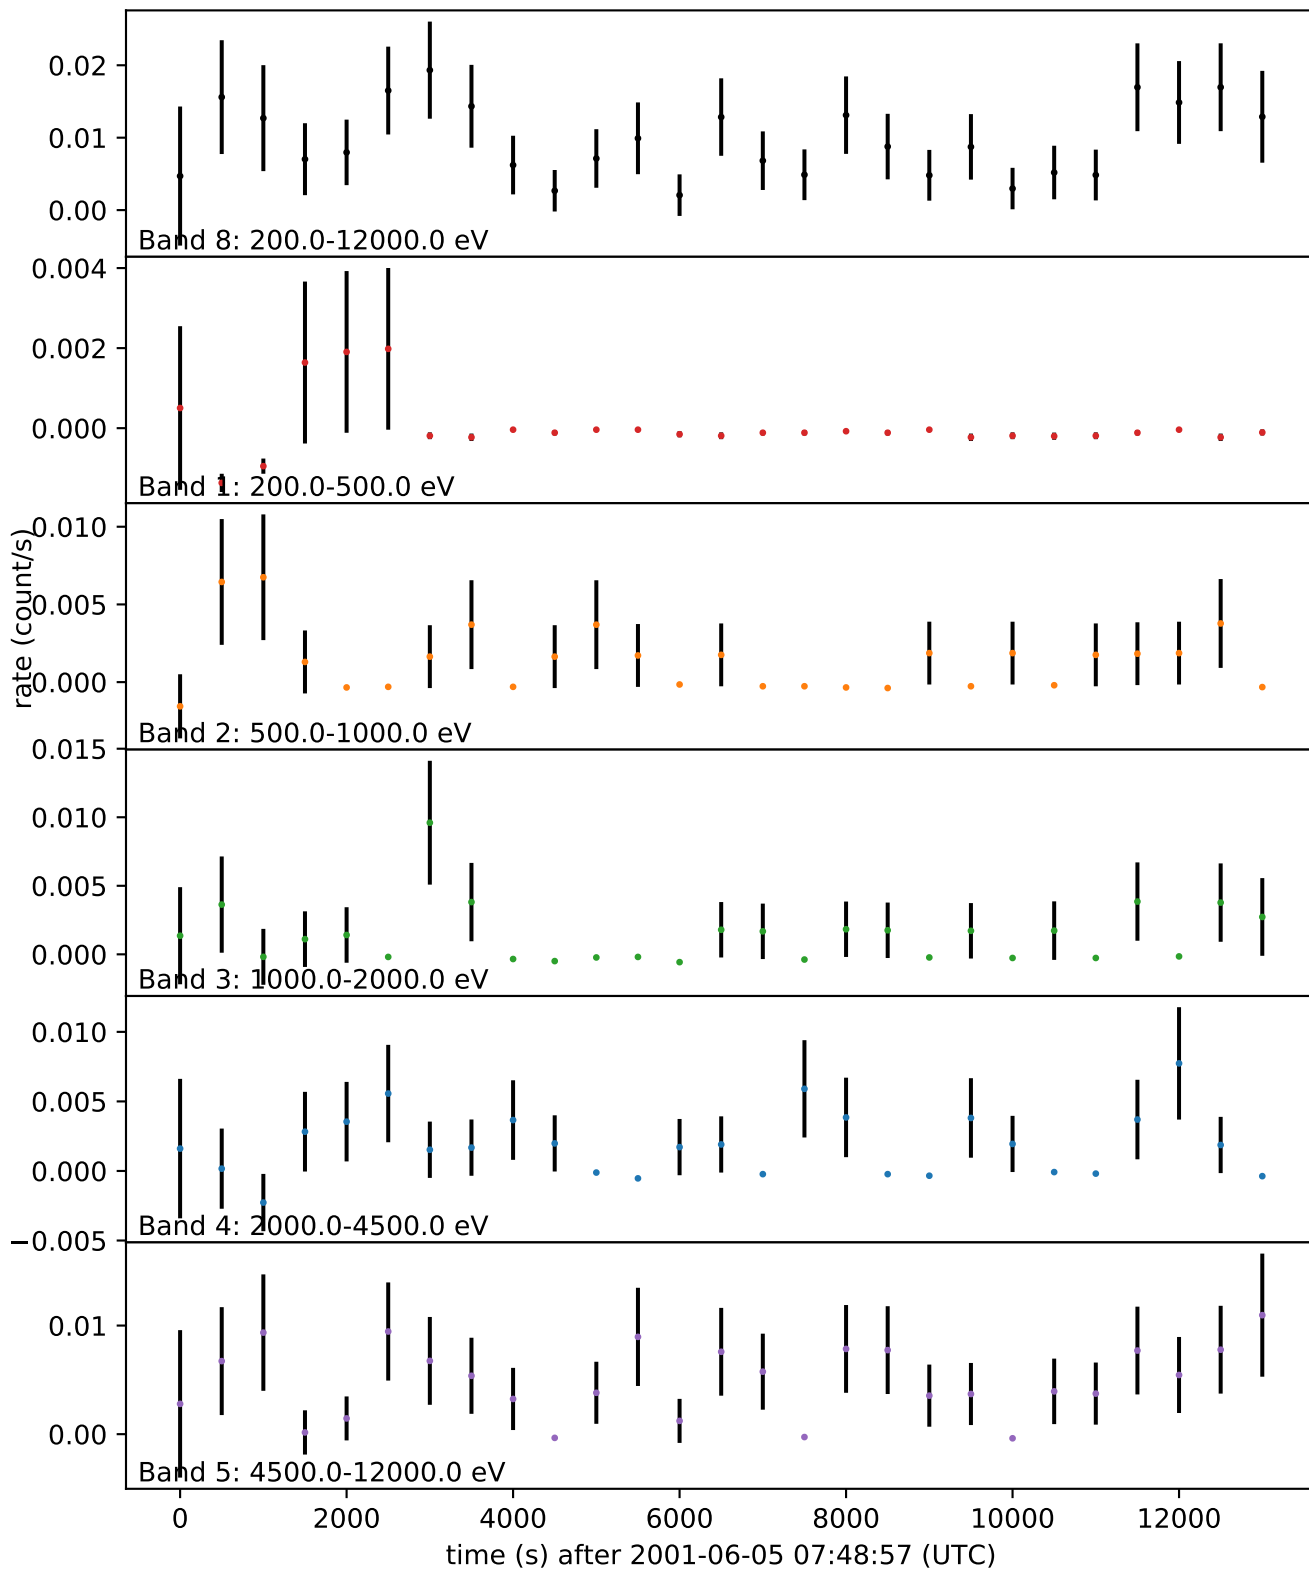 0.02
0.01
0.00
Band 8: 200.0-12000.0 eV
0.004
0.002
0.000
Band 1: 200.0-500.0 eV
rate (count/s)
0.010
0.005
0.000
Band 2: 500.0-1000.0 eV
0.015
0.010
0.005
0.000
Band 3: 1000.0-2000.0 eV
0.010
0.005
0.000
Band 4: 2000.0-4500.0 eV
−0.005
0.01
0.00
Band 5: 4500.0-12000.0 eV
0 2000 4000 6000 8000 10000 12000
time (s) after 2001-06-05 07:48:57 (UTC)